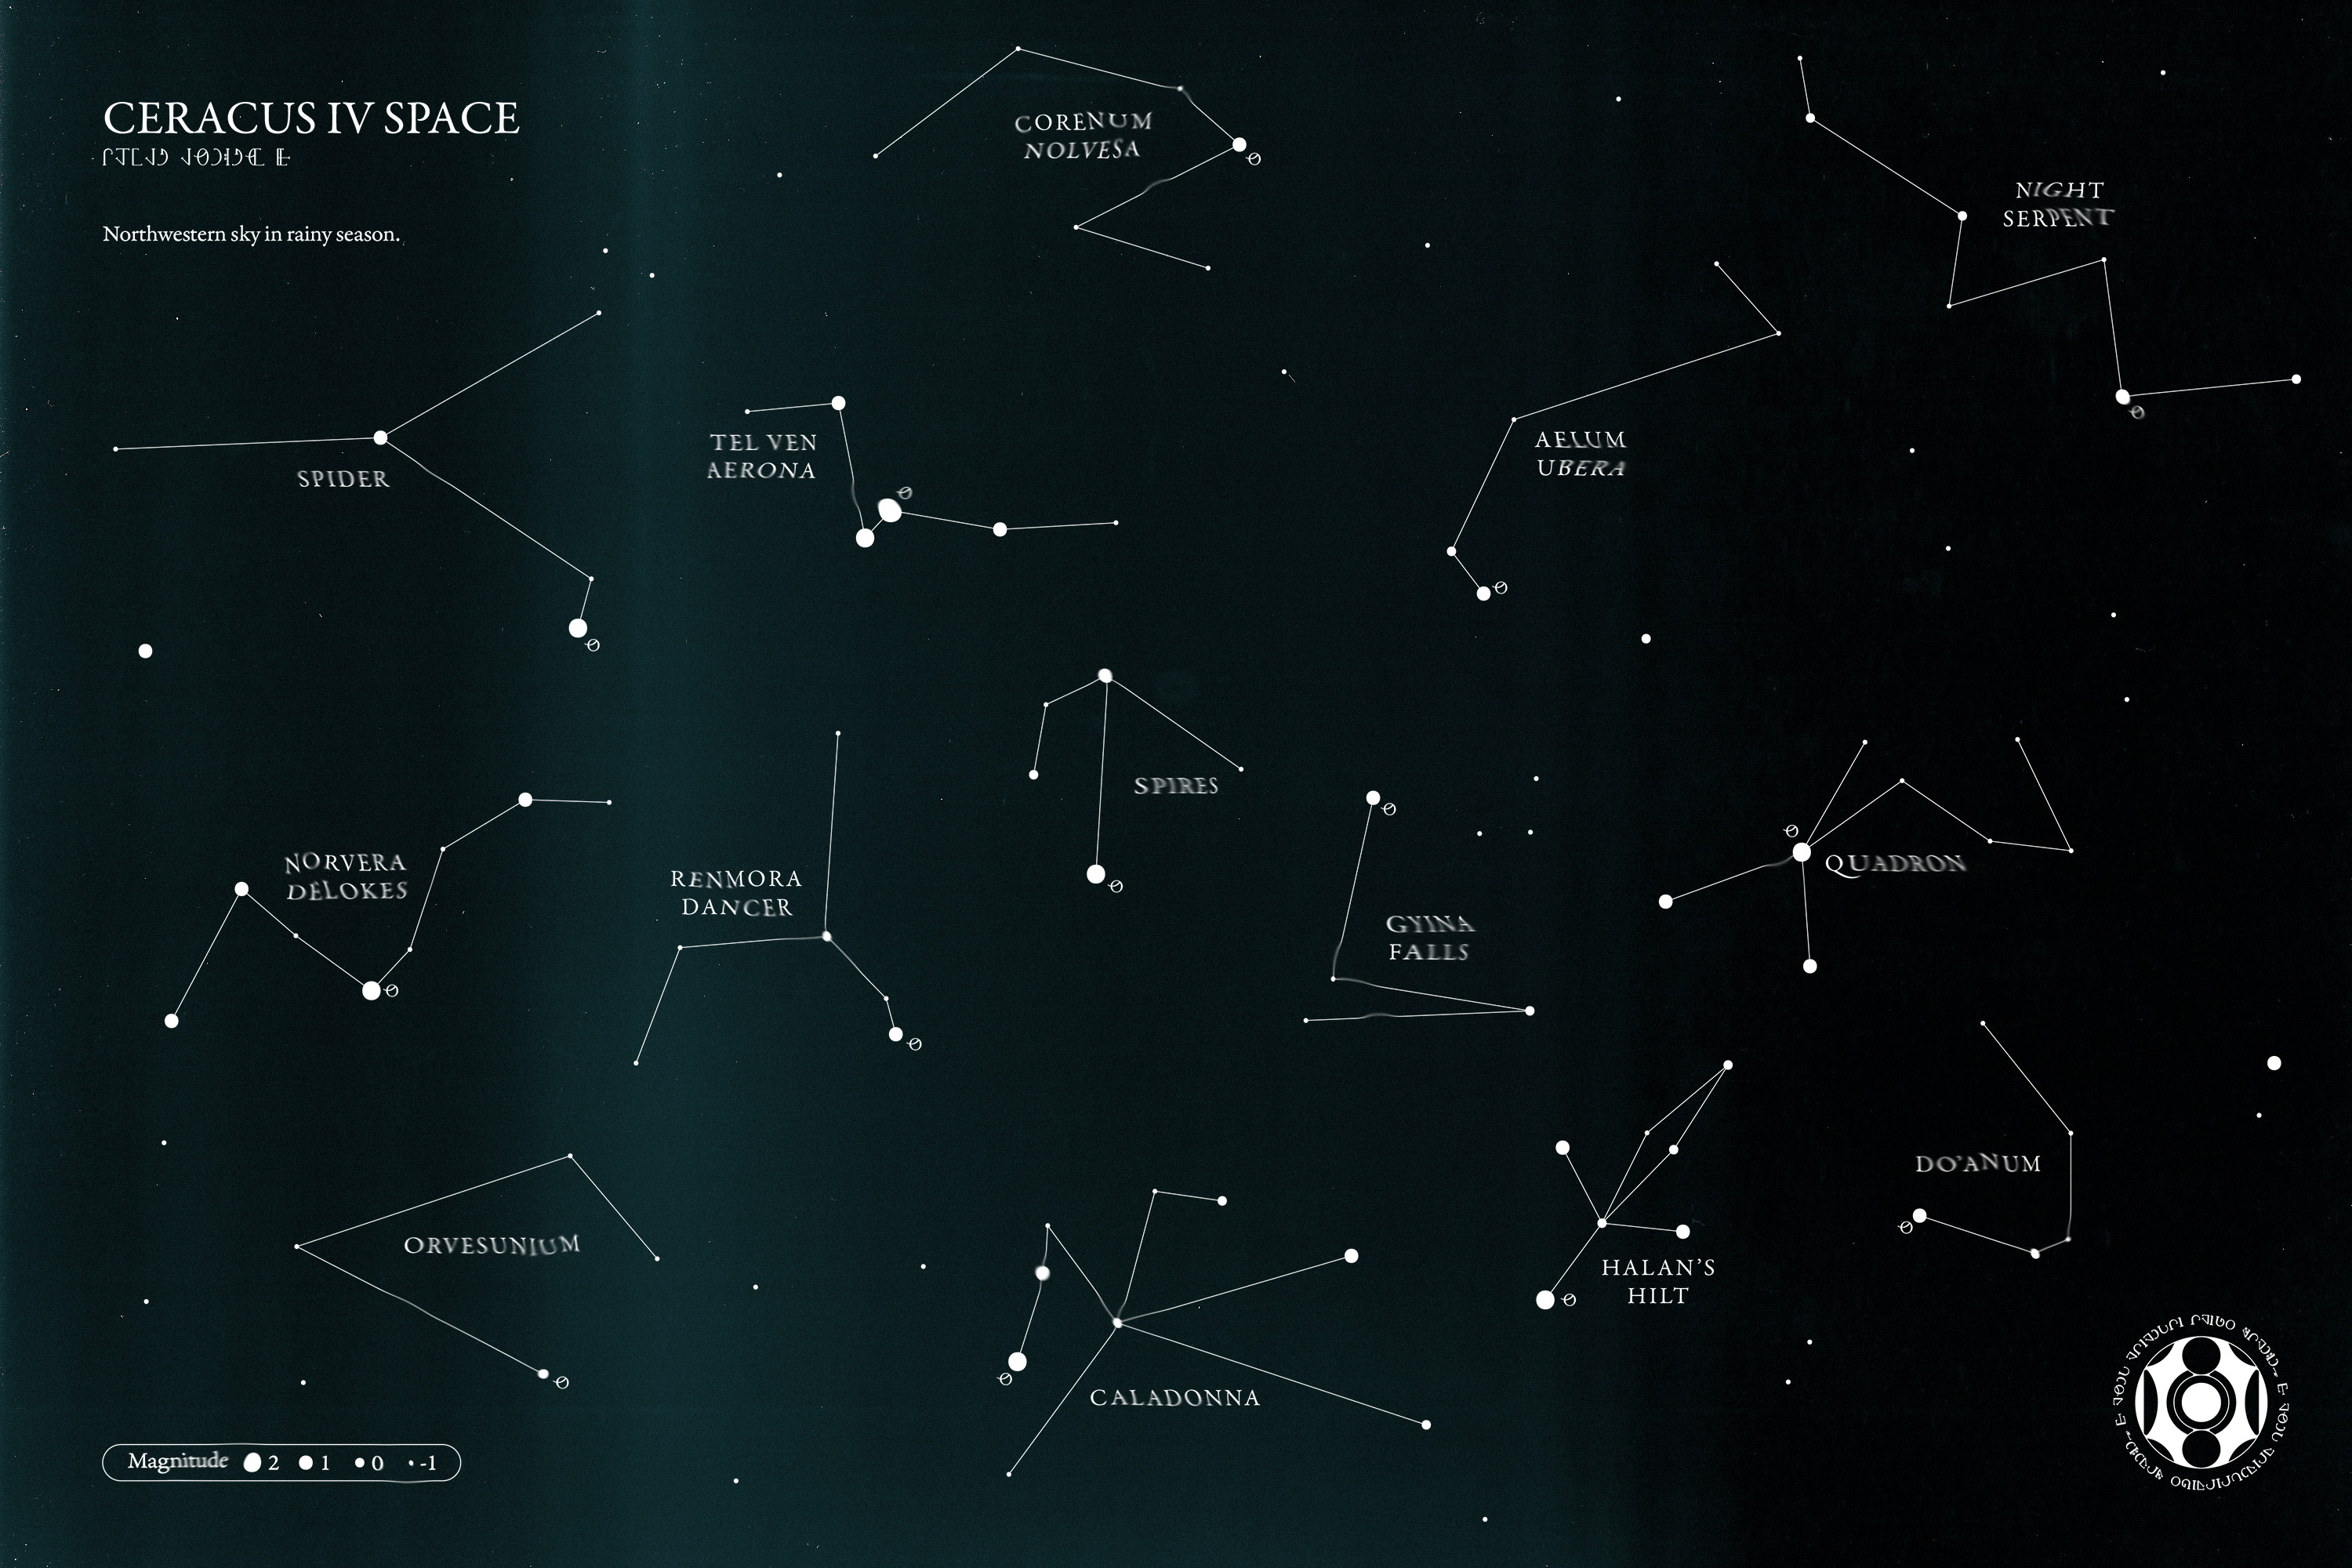 CERACUS IV SPACE
Northwestern sky in rainy season.
CORENUM
NOLVESA
NIGHT
SERPENT
SPIDER
TEL VEN
AERONA
AELUM
UBERA
SPIRES
NORVERA
DELOKES
RENMORA
DANCER
GYINA
FALLS
QUADRON
ORVESUNIUM
CALADONNA
HALAN’S
HILT
DO’ANUM
Magnitude 2 1 0 -1